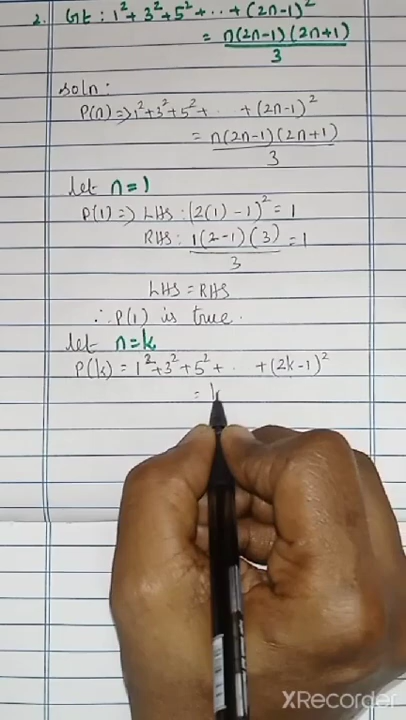 2. Gt : 1²+3²+5²+ ... + (2n-1)²
= n(2n-1)(2n+1)
3
soln:
P(n) => 1²+3²+5²+ .. + (2n-1)²
= n(2n-1)(2n+1)
3
let n=1
P(1) => LHS : (2(1)-1)² = 1
RHS : 1(2-1)(3) = 1
3
LHS = RHS
∴ P(1) is true.
let n=k
P(k) = 1²+3²+5²+ .. + (2k-1)²
= k
XRecorder